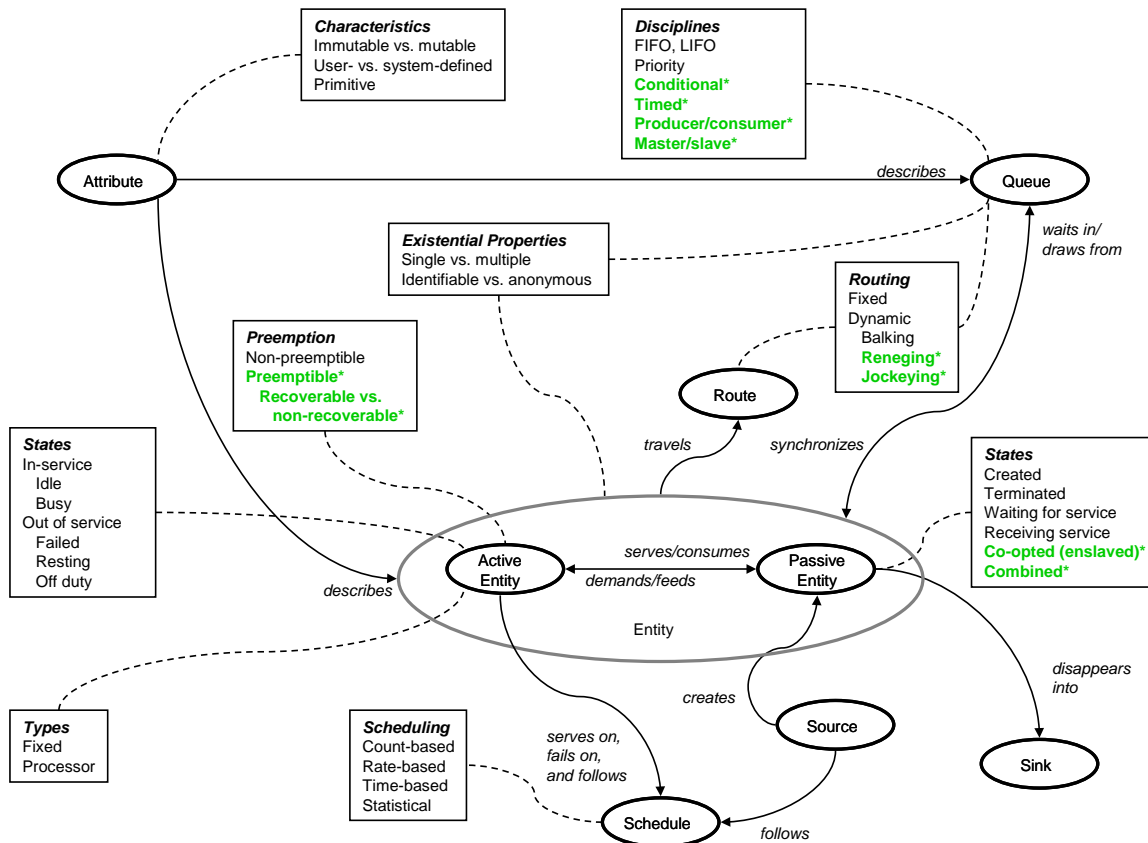 Characteristics
Immutable vs. mutable
User- vs. system-defined
Primitive
Disciplines
FIFO, LIFO
Priority
Conditional*
Timed*
Producer/consumer*
Master/slave*
Attribute
describes
Queue
Existential Properties
Single vs. multiple
Identifiable vs. anonymous
waits in/
draws from
Routing
Fixed
Dynamic
Balking
Reneging*
Jockeying*
Preemption
Non-preemptible
Preemptible*
Recoverable vs.
non-recoverable*
Route
travels
synchronizes
States
In-service
Idle
Busy
Out of service
Failed
Resting
Off duty
States
Created
Terminated
Waiting for service
Receiving service
Co-opted (enslaved)*
Combined*
Active
Entity
serves/consumes
demands/feeds
Passive
Entity
describes
Entity
creates
disappears
into
Types
Fixed
Processor
Scheduling
Count-based
Rate-based
Time-based
Statistical
serves on,
fails on,
and follows
Source
Sink
Schedule
follows